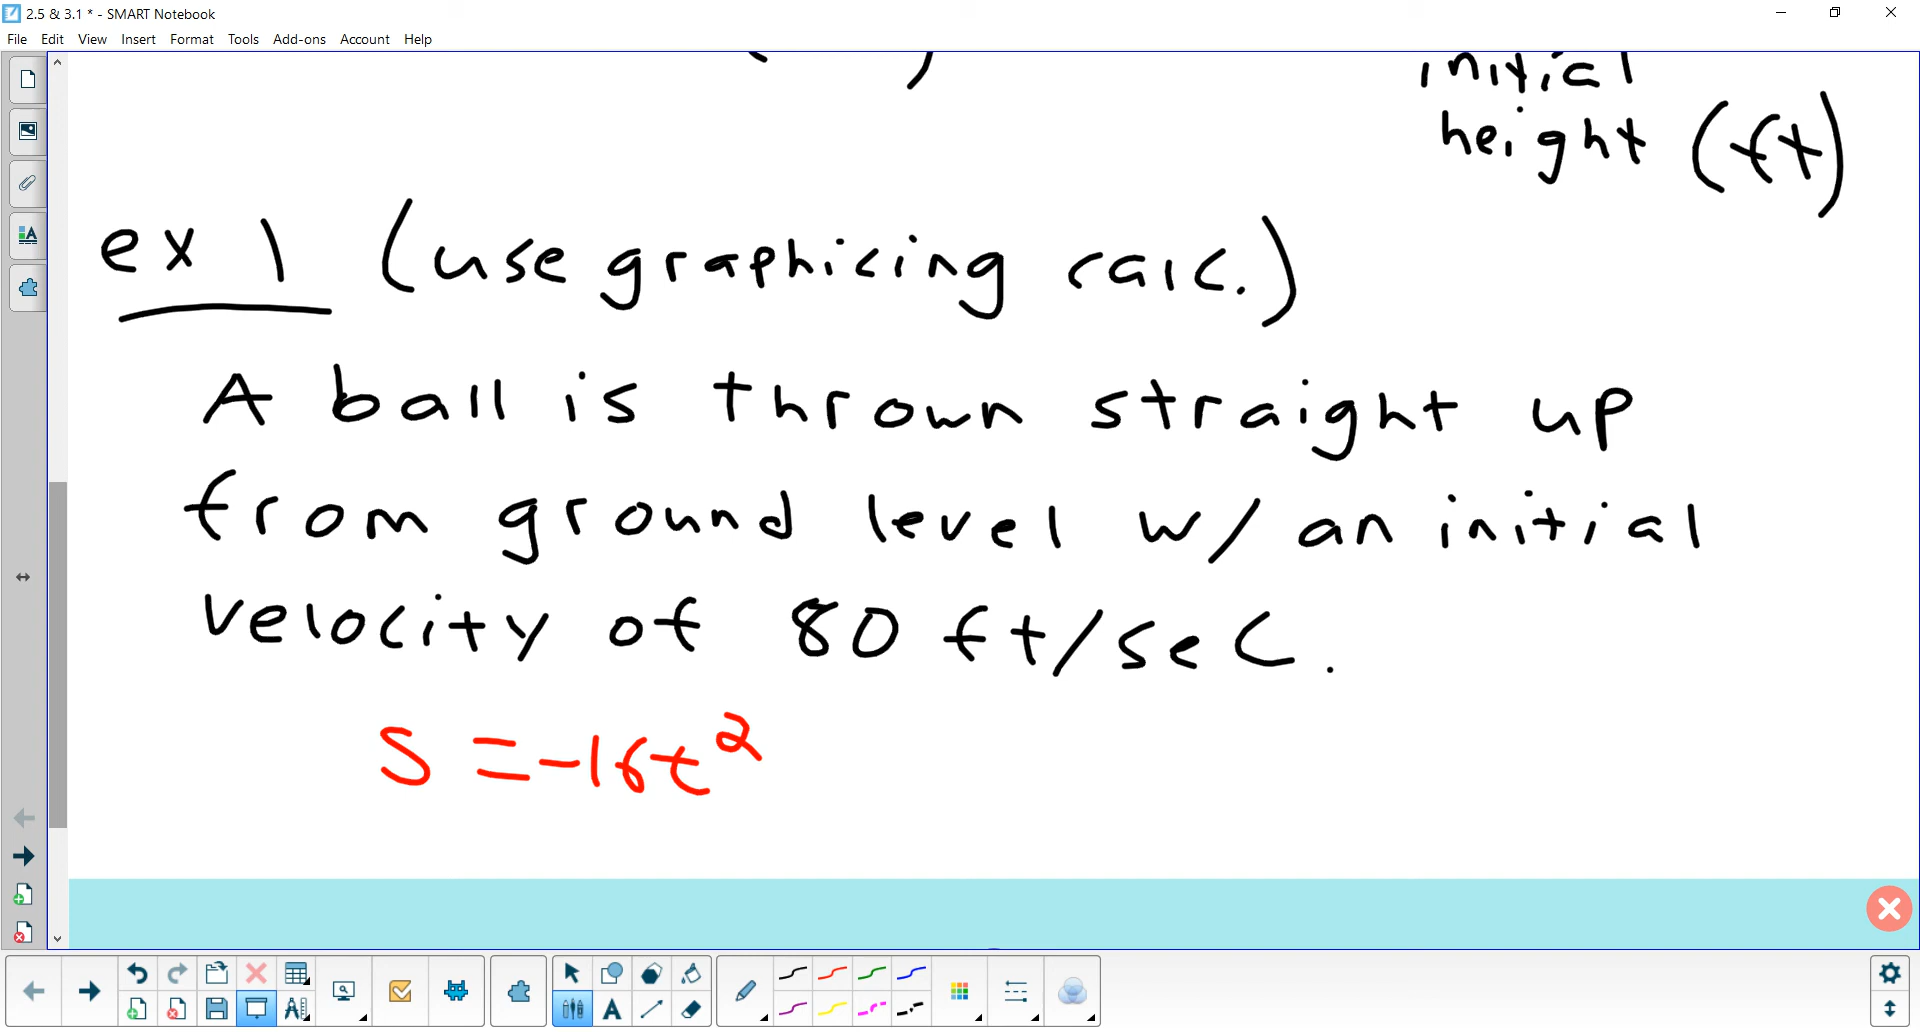 2.5 & 3.1 * - SMART Notebook
File Edit View Insert Format Tools Add-ons Account Help
initial
height (ft)
ex 1 (use graphicing calc.)
A ball is thrown straight up
from ground level w/ an initial
velocity of 80 ft/sec.
S = -16t²